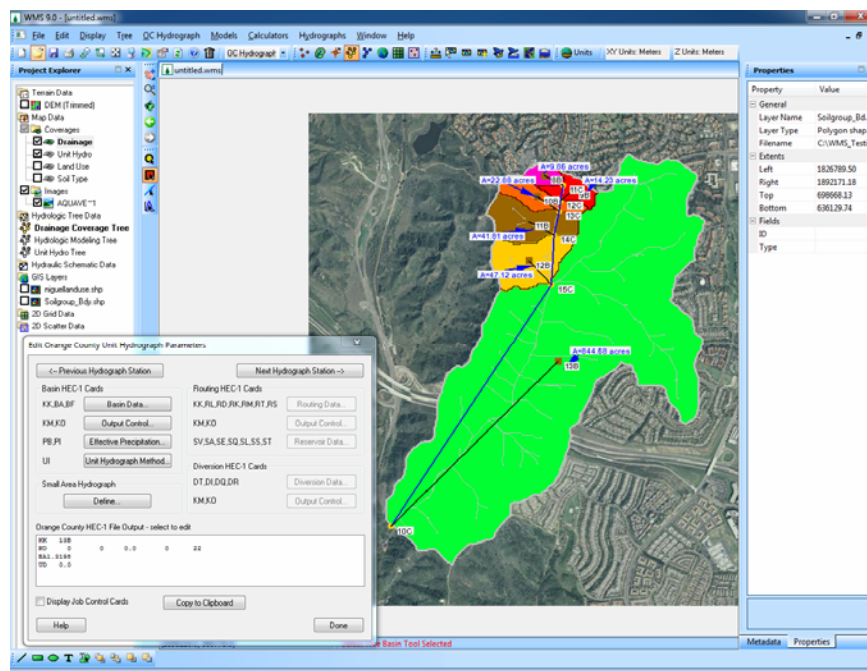 WMS 9.0 - [untitled.wms]
File Edit Display Tree OC Hydrograph Models Calculators Hydrographs Window Help
OC Hydrograph Units XY Units: Meters Z Units: Meters
Project Explorer
untitled.wms
Terrain Data
DEM (Trimmed)
Map Data
Coverages
Drainage
Unit Hydro
Land Use
Soil Type
Images
AQUAVE~1
Hydrologic Tree Data
Drainage Coverage Tree
Hydrologic Modeling Tree
Unit Hydro Tree
Hydraulic Schematic Data
GIS Layers
niguellanduse.shp
Soilgroup_Bdy.shp
2D Grid Data
2D Scatter Data
A=9.86 acres
A=22.88 acres
8B
11C
A=14.23 acres
9B
10B
12C
13C
11B
A=41.81 acres
14C
12B
A=47.12 acres
15C
A=844.68 acres
13B
10C
Properties
Property Value
General
Layer Name Soilgroup_Bd.
Layer Type Polygon shap
Filename C:\WMS_Testi
Extents
Left 1826789.50
Right 1892171.18
Top 698668.13
Bottom 636129.74
Fields
ID
Type
Metadata Properties
Edit Orange County Unit Hydrograph Parameters
<-- Previous Hydrograph Station Next Hydrograph Station -->
Basin HEC-1 Cards
KK,BA,BF Basin Data...
KM,KO Output Control...
PB,PI Effective Precipitation...
UI Unit Hydrograph Method...
Small Area Hydrograph
Define...
Routing HEC-1 Cards
KK,RL,RD,RK,RM,RT,RS Routing Data...
KM,KO Output Control...
SV,SA,SE,SQ,SL,SS,ST Reservoir Data...
Diversion HEC-1 Cards
DT,DI,DQ,DR Diversion Data...
KM,KO Output Control...
Orange County HEC-1 File Output - select to edit
KK 13B
KO 0 0 0.0 0 22
BA1.3198
UD 0.0
Display Job Control Cards Copy to Clipboard
Help Done
Basin Tool Selected